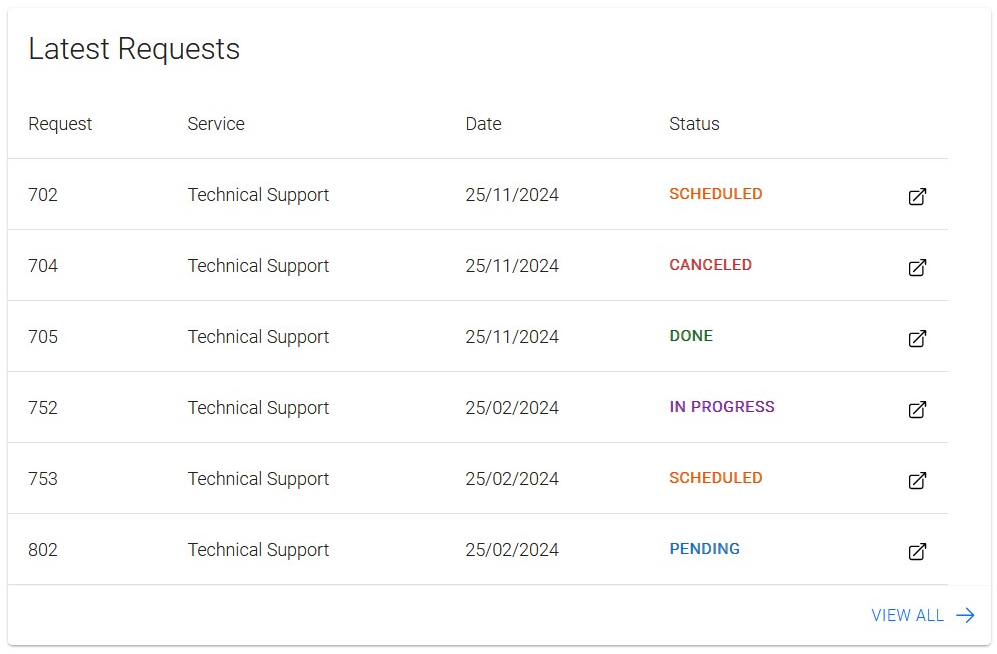 Latest Requests
Request Service Date Status
702 Technical Support 25/11/2024 SCHEDULED
704 Technical Support 25/11/2024 CANCELED
705 Technical Support 25/11/2024 DONE
752 Technical Support 25/02/2024 IN PROGRESS
753 Technical Support 25/02/2024 SCHEDULED
802 Technical Support 25/02/2024 PENDING
VIEW ALL